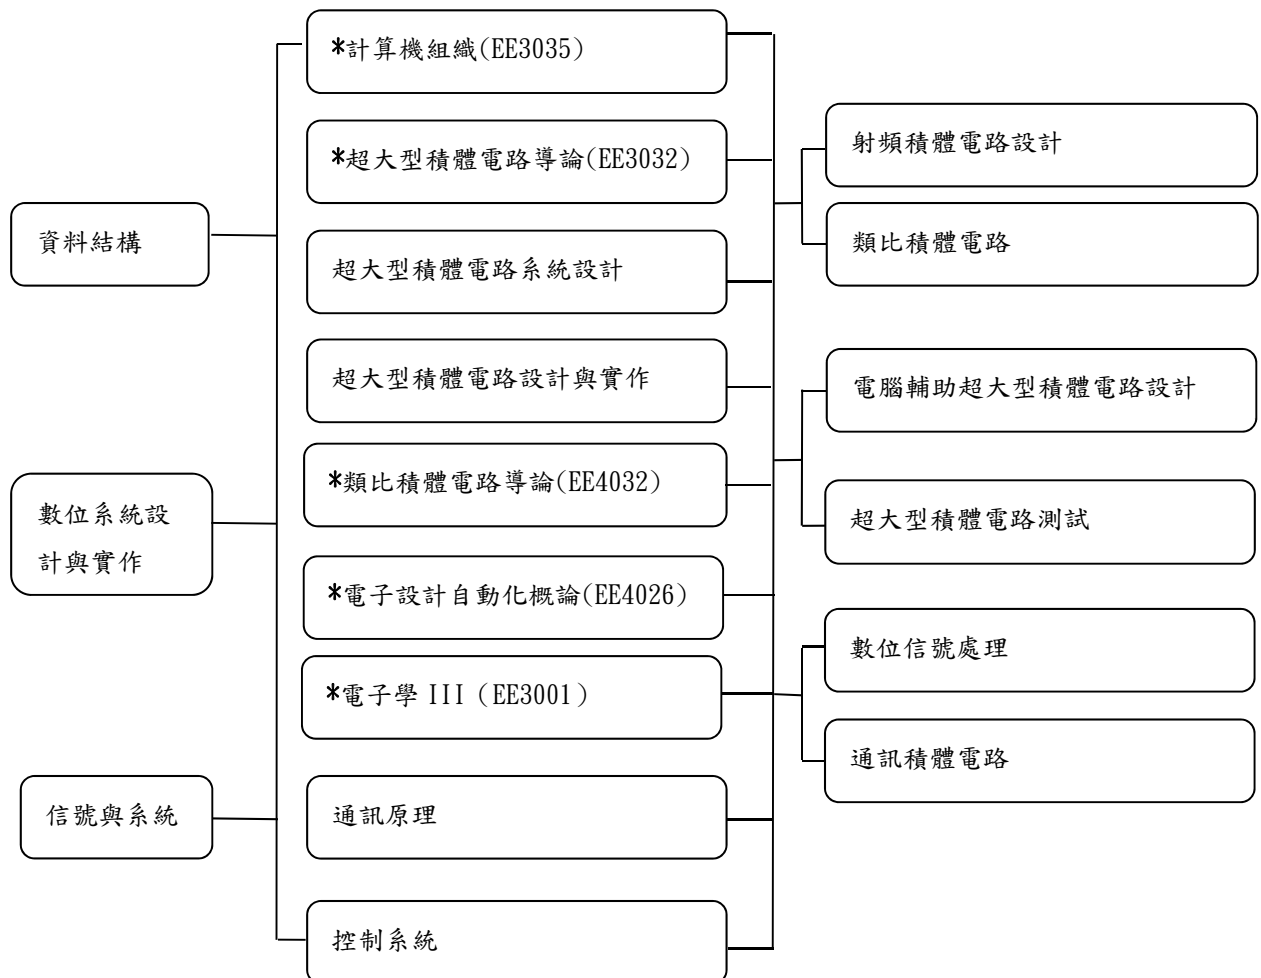 資料結構
數位系統設
計與實作
信號與系統
*計算機組織(EE3035)
*超大型積體電路導論(EE3032)
超大型積體電路系統設計
超大型積體電路設計與實作
*類比積體電路導論(EE4032)
*電子設計自動化概論(EE4026)
*電子學 III (EE3001)
通訊原理
控制系統
射頻積體電路設計
類比積體電路
電腦輔助超大型積體電路設計
超大型積體電路測試
數位信號處理
通訊積體電路